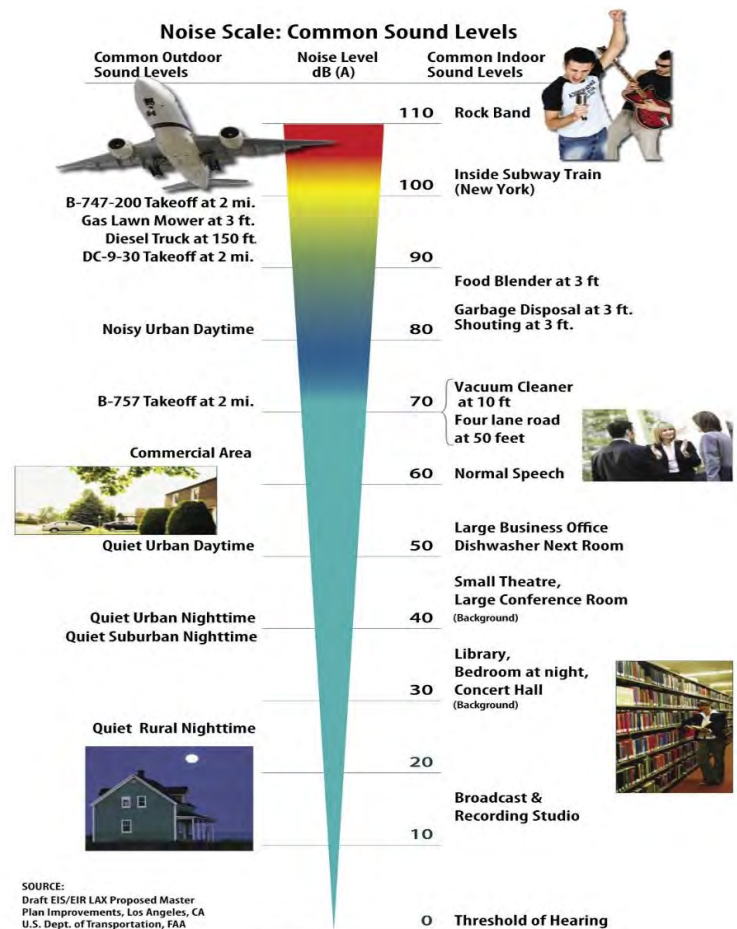 Noise Scale: Common Sound Levels
Common Outdoor
Sound Levels
Noise Level
dB (A)
Common Indoor
Sound Levels
110 Rock Band
Inside Subway Train
(New York)
100
B-747-200 Takeoff at 2 mi.
Gas Lawn Mower at 3 ft.
Diesel Truck at 150 ft.
DC-9-30 Takeoff at 2 mi.
90
Food Blender at 3 ft
Garbage Disposal at 3 ft.
Shouting at 3 ft.
Noisy Urban Daytime 80
Vacuum Cleaner
at 10 ft
Four lane road
at 50 feet
B-757 Takeoff at 2 mi. 70
Commercial Area
60 Normal Speech
Large Business Office
Dishwasher Next Room
Quiet Urban Daytime 50
Small Theatre,
Large Conference Room
(Background)
Quiet Urban Nighttime 40
Quiet Suburban Nighttime
Library,
Bedroom at night,
Concert Hall
(Background)
30
Quiet Rural Nighttime
20
Broadcast &
Recording Studio
10
0 Threshold of Hearing
SOURCE:
Draft EIS/EIR LAX Proposed Master
Plan Improvements, Los Angeles, CA
U.S. Dept. of Transportation, FAA